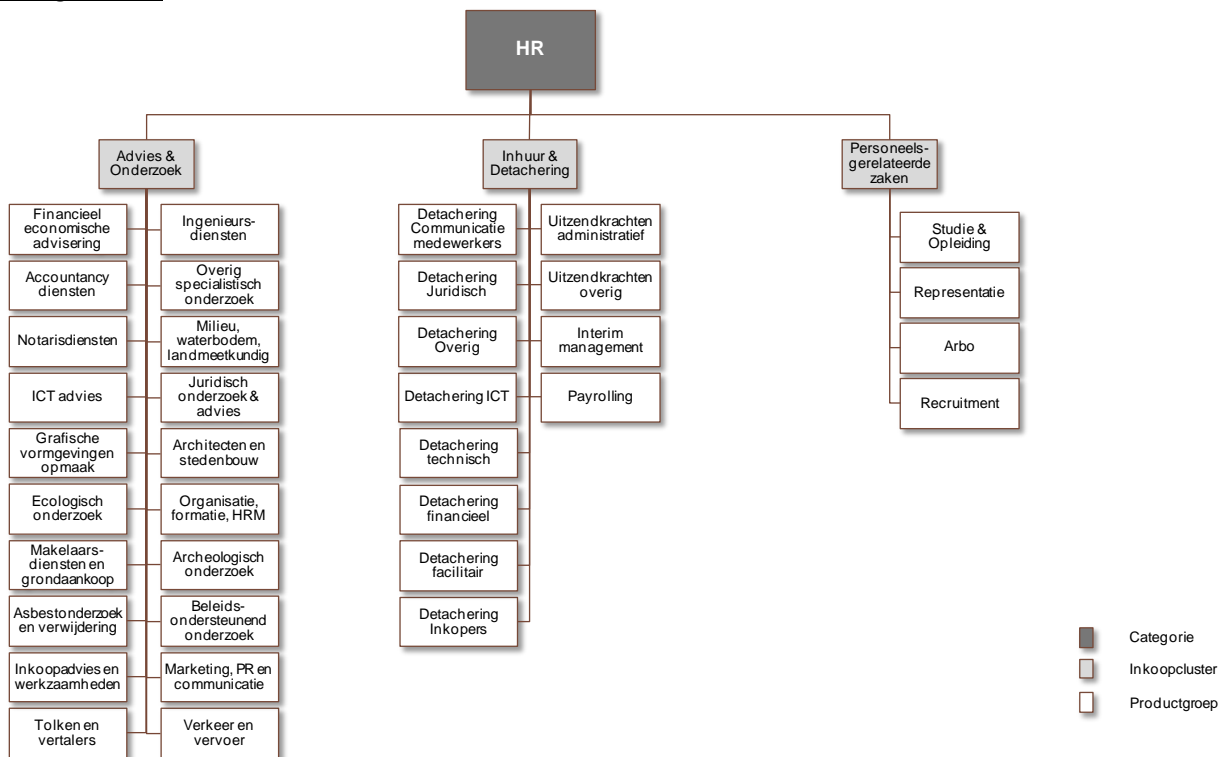 HR
Advies &
Onderzoek
Inhuur &
Detachering
Personeels-
gerelateerde
zaken
Financieel
economische
advisering
Ingenieurs-
diensten
Accountancy
diensten
Overig
specialistisch
onderzoek
Notarisdiensten
Milieu,
waterbodem,
landmeetkundig
ICT advies
Juridisch
onderzoek &
advies
Grafische
vormgeving en
opmaak
Architecten en
stedenbouw
Ecologisch
onderzoek
Organisatie,
formatie, HRM
Makelaars-
diensten en
grondaankoop
Archeologisch
onderzoek
Asbestonderzoek
en verwijdering
Beleids-
ondersteunend
onderzoek
Inkoopadvies en
werkzaamheden
Marketing, PR en
communicatie
Tolken en
vertalers
Verkeer en
vervoer
Detachering
Communicatie
medewerkers
Uitzendkrachten
administratief
Detachering
Juridisch
Uitzendkrachten
overig
Detachering
Overig
Interim
management
Detachering ICT
Payrolling
Detachering
technisch
Detachering
financieel
Detachering
facilitair
Detachering
Inkopers
Studie &
Opleiding
Representatie
Arbo
Recruitment
Categorie
Inkoopcluster
Productgroep